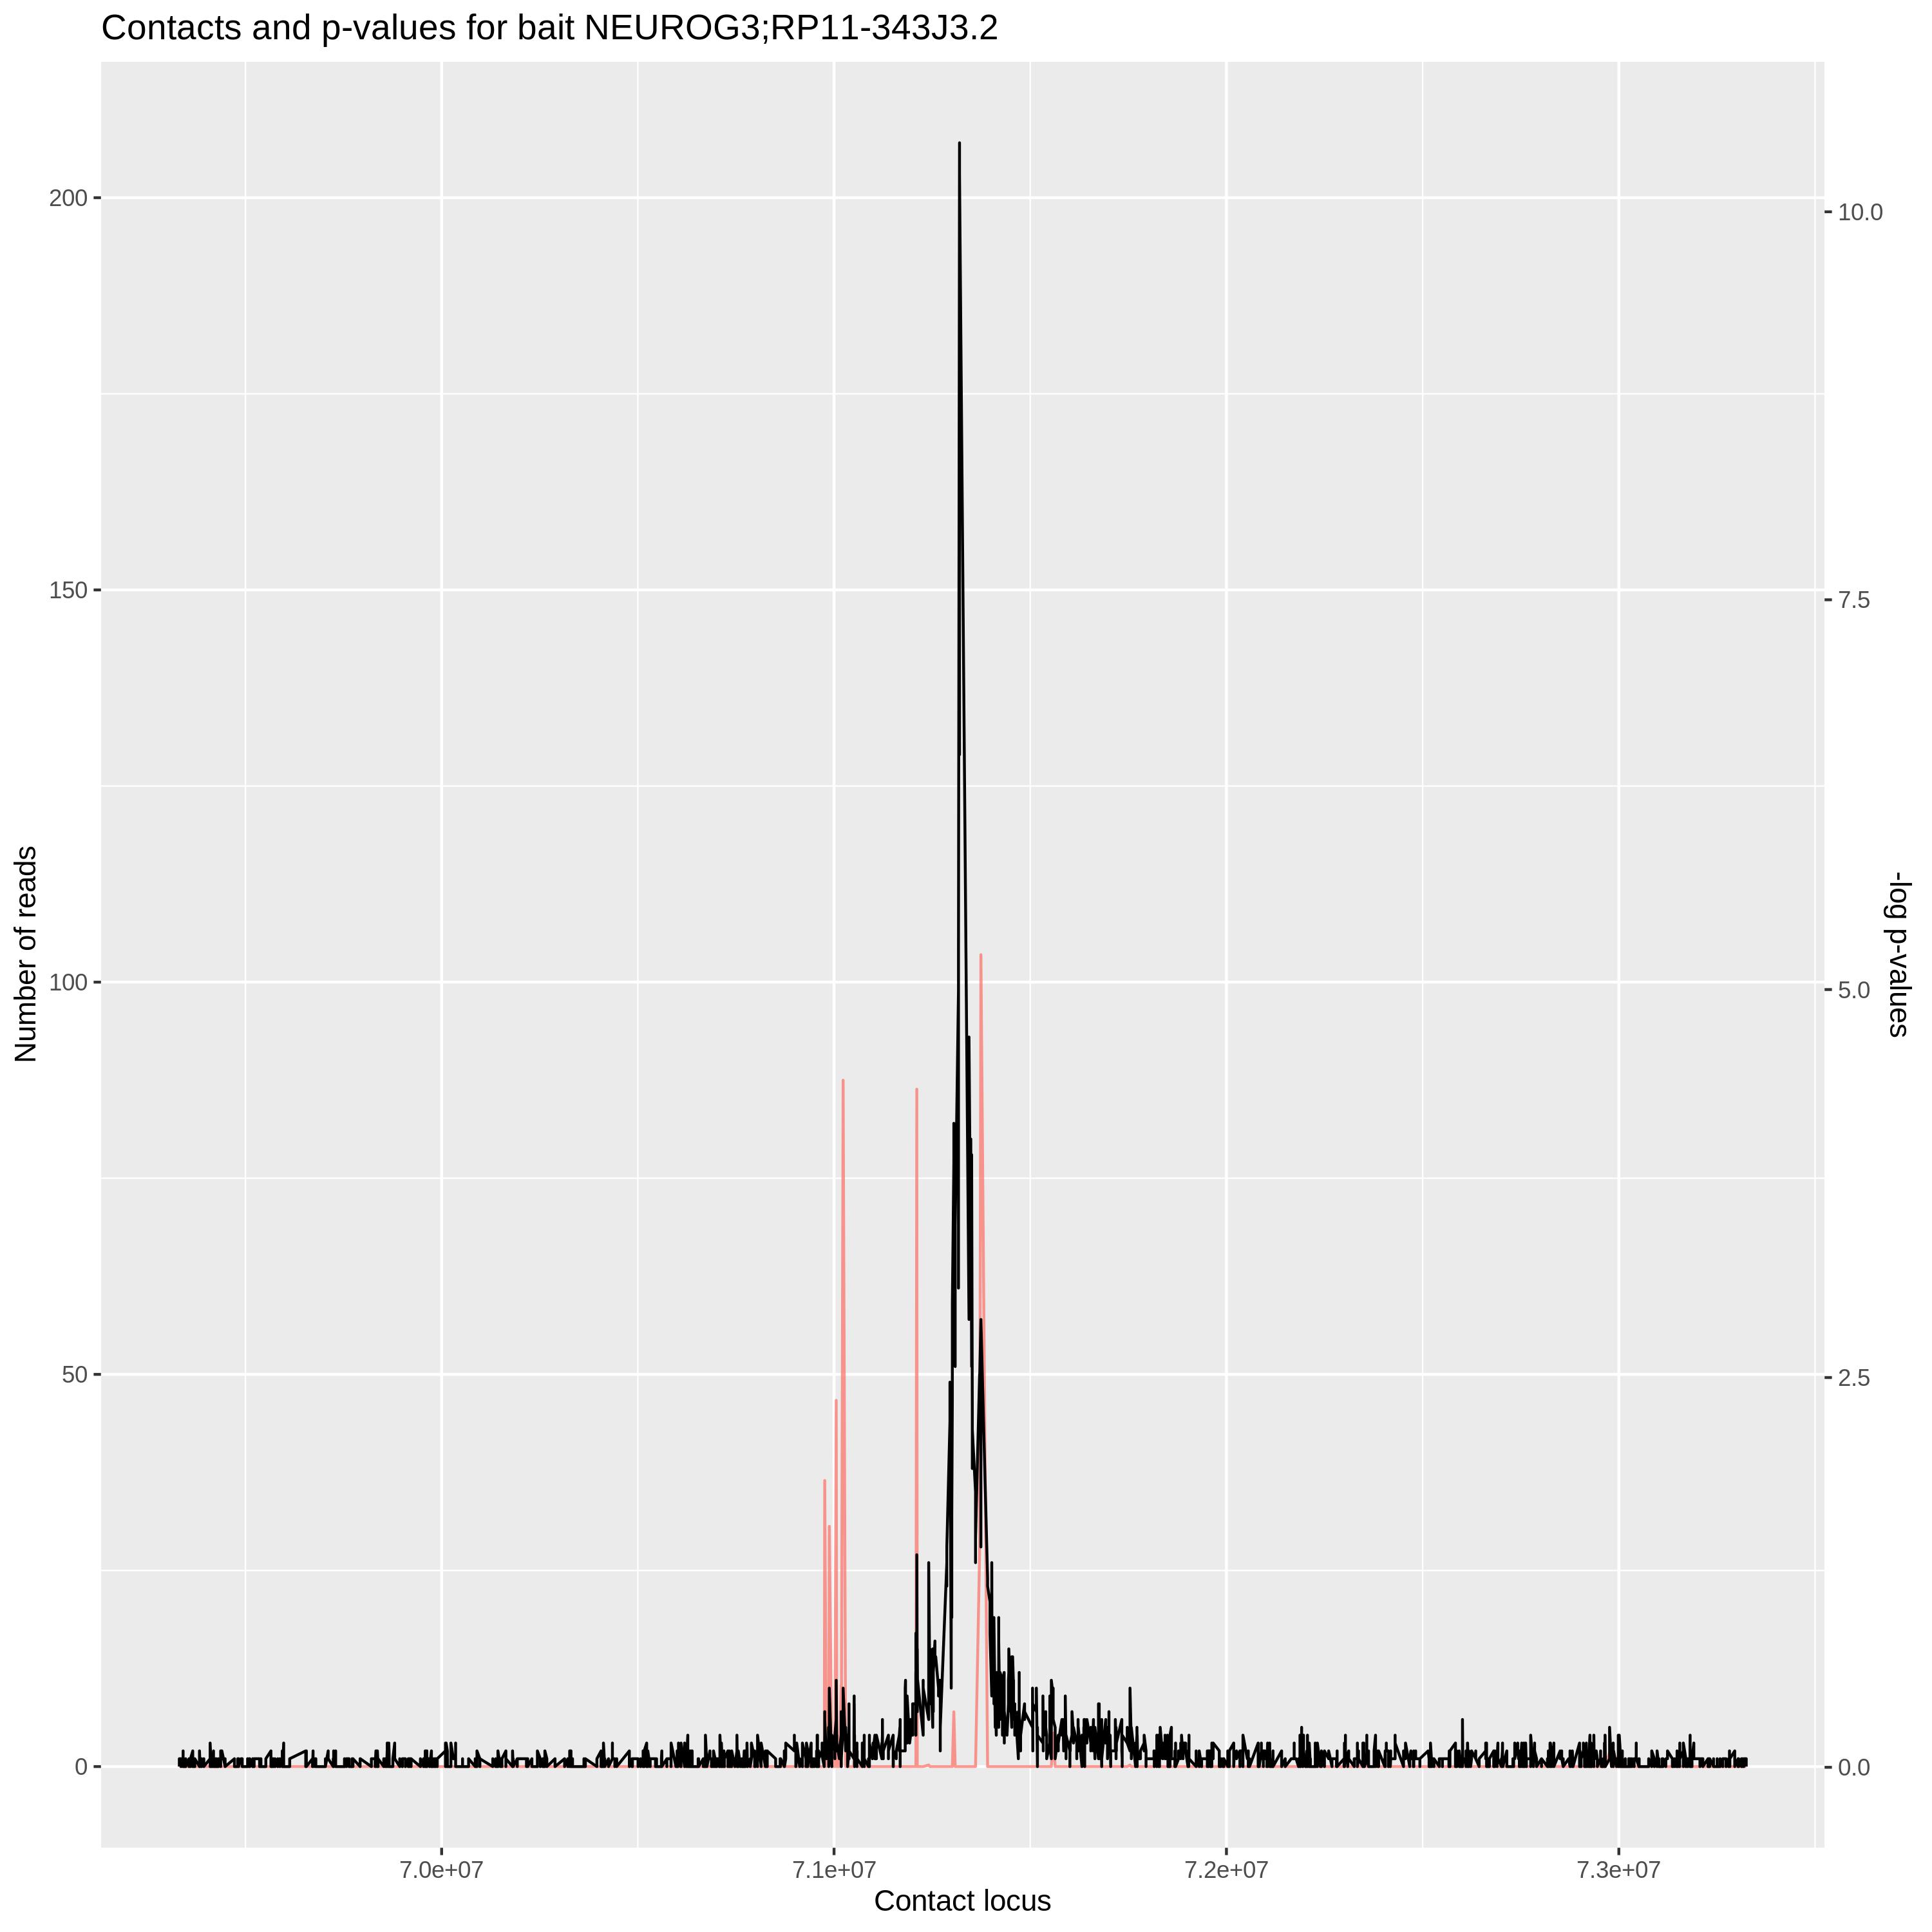 Contacts and p-values for bait NEUROG3;RP11-343J3.2
200
150
100
50
0
Number of reads
10.0
7.5
5.0
2.5
0.0
-log p-values
7.0e+07
7.1e+07
7.2e+07
7.3e+07
Contact locus